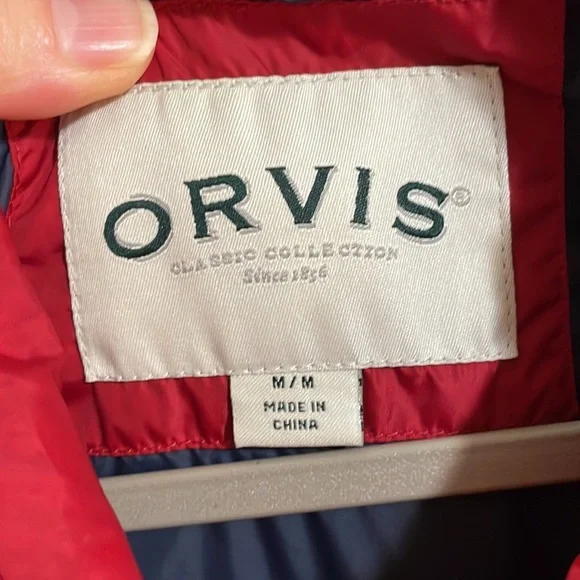 ORVIS®
CLASSIC COLLECTION
Since 1856
M/M
MADE IN
CHINA